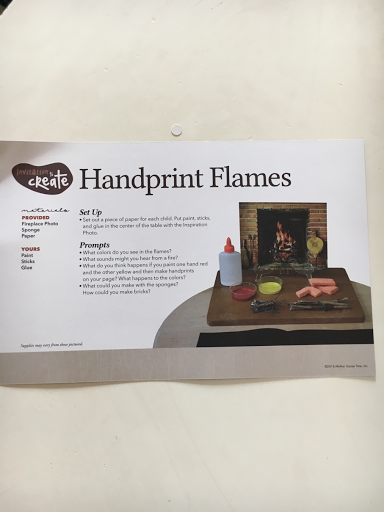 invitation to
create
Handprint Flames
materials
PROVIDED
Fireplace Photo
Sponge
Paper
YOURS
Paint
Sticks
Glue
Set Up
• Set out a piece of paper for each child. Put paint, sticks,
and glue in the center of the table with the Inspiration
Photo.
Prompts
• What colors do you see in the flames?
• What sounds might you hear from a fire?
• What do you think happens if you paint one hand red
and the other yellow and then make handprints
on your page? What happens to the colors?
• What could you make with the sponges?
How could you make bricks?
Supplies may vary from those pictured.